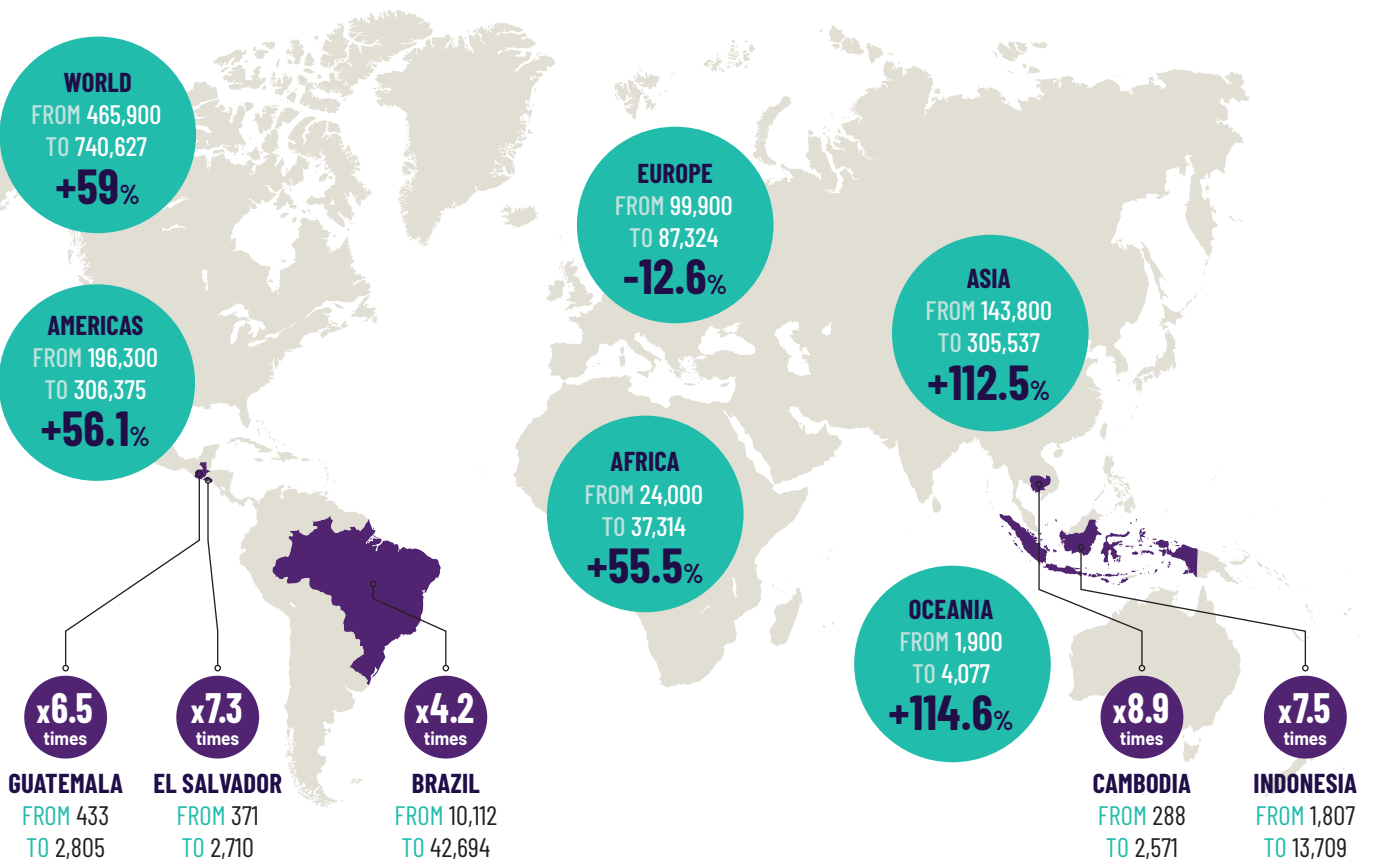 WORLD
FROM 465,900
TO 740,627
+59%
AMERICAS
FROM 196,300
TO 306,375
+56.1%
EUROPE
FROM 99,900
TO 87,324
-12.6%
AFRICA
FROM 24,000
TO 37,314
+55.5%
ASIA
FROM 143,800
TO 305,537
+112.5%
OCEANIA
FROM 1,900
TO 4,077
+114.6%
x6.5
times
GUATEMALA
FROM 433
TO 2,805
x7.3
times
EL SALVADOR
FROM 371
TO 2,710
x4.2
times
BRAZIL
FROM 10,112
TO 42,694
x8.9
times
CAMBODIA
FROM 288
TO 2,571
x7.5
times
INDONESIA
FROM 1,807
TO 13,709